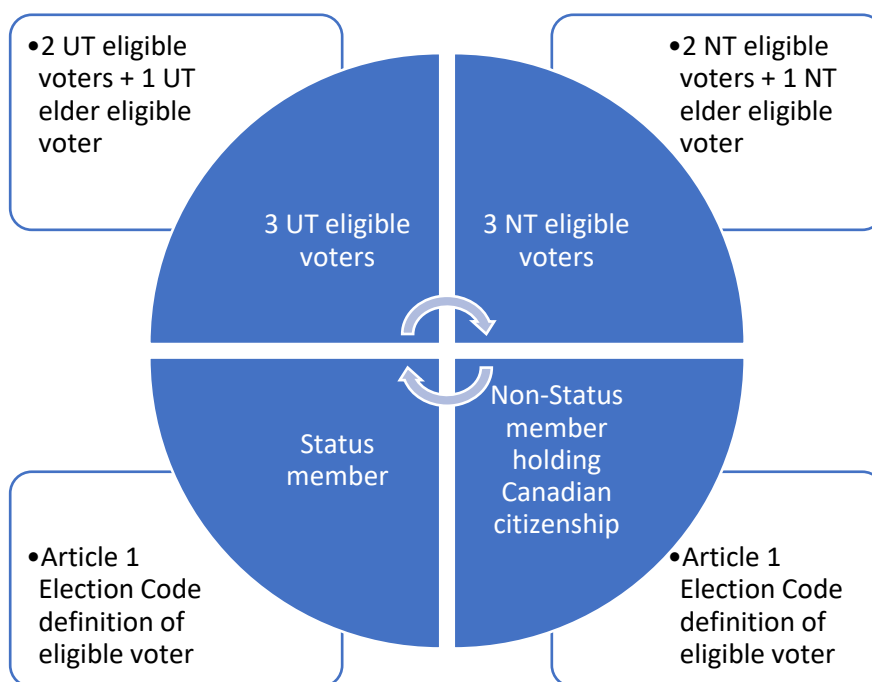 •2 UT eligible
voters + 1 UT
elder eligible
voter
•2 NT eligible
voters + 1 NT
elder eligible
voter
3 UT eligible
voters
3 NT eligible
voters
Status
member
Non-Status
member
holding
Canadian
citizenship
•Article 1
Election Code
definition of
eligible voter
•Article 1
Election Code
definition of
eligible voter